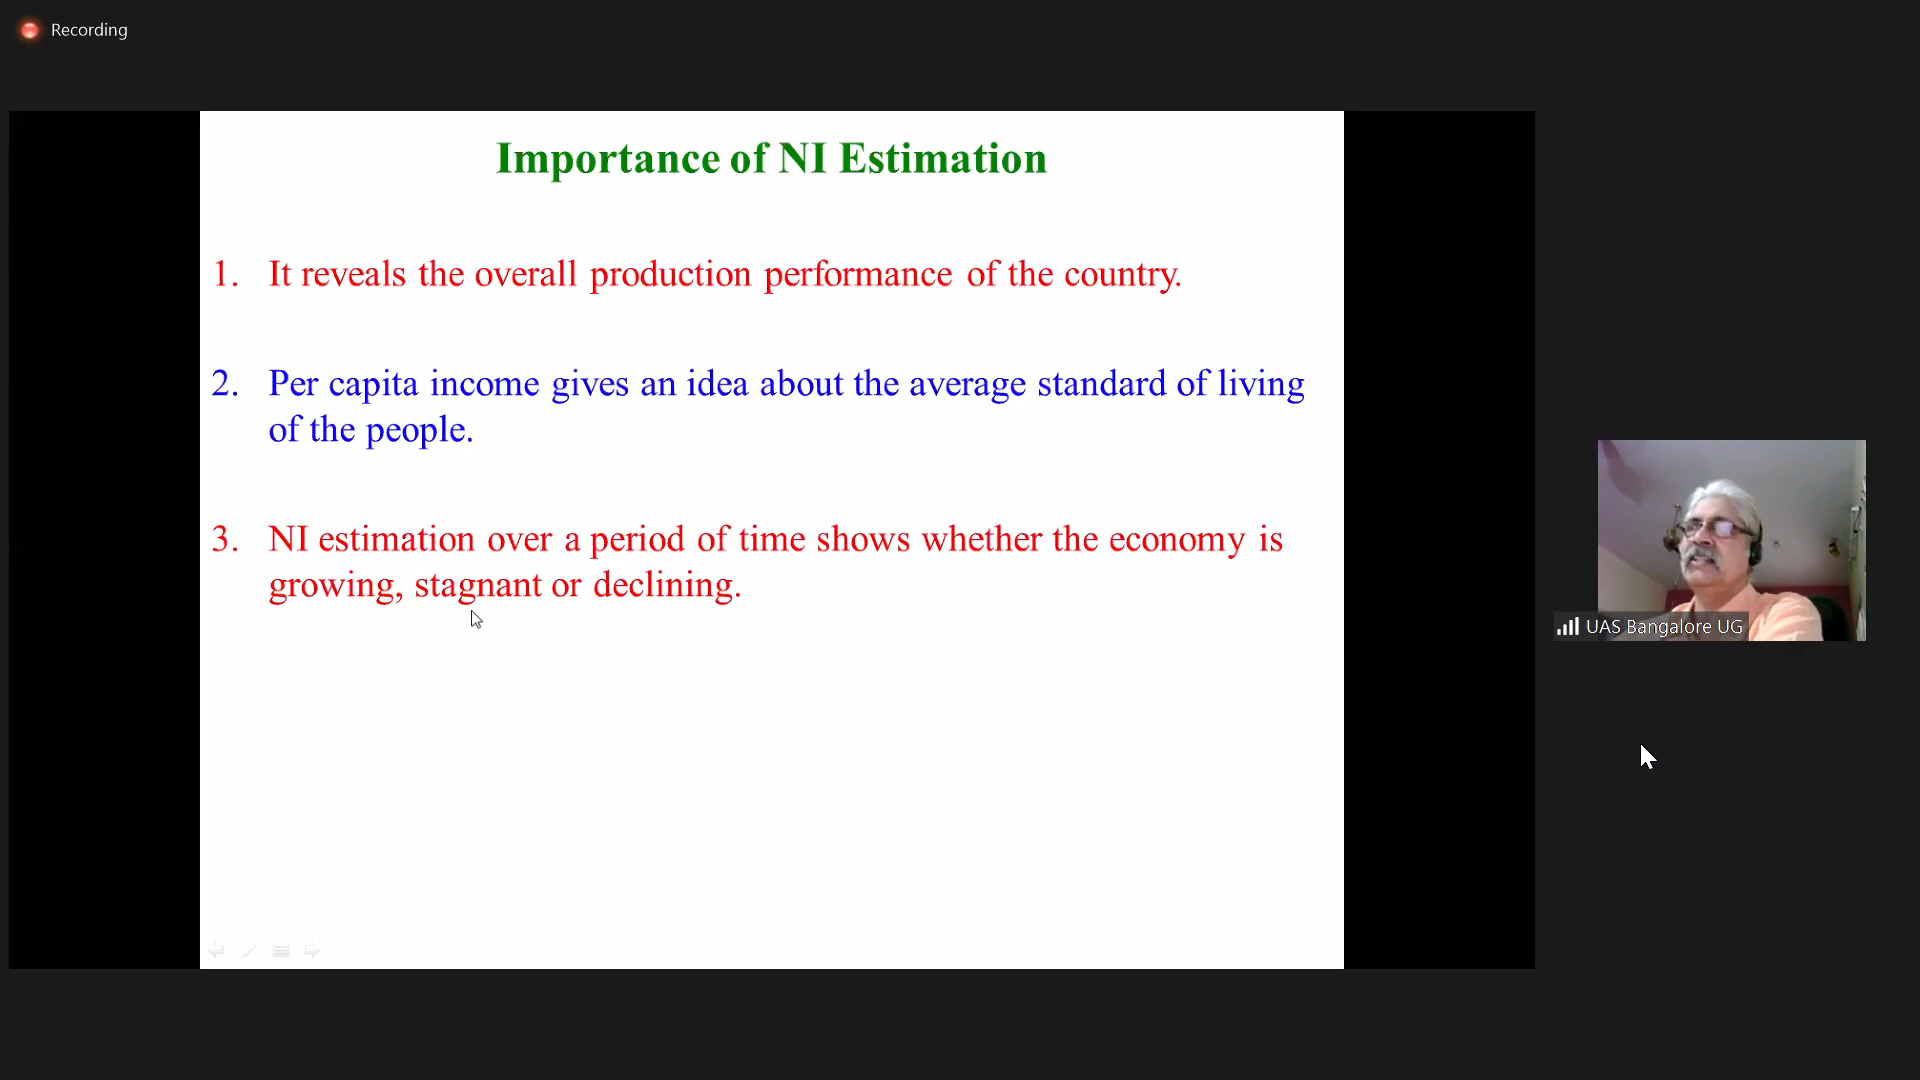 Recording
Importance of NI Estimation
1. It reveals the overall production performance of the country.
2. Per capita income gives an idea about the average standard of living
of the people.
3. NI estimation over a period of time shows whether the economy is
growing, stagnant or declining.
UAS Bangalore UG